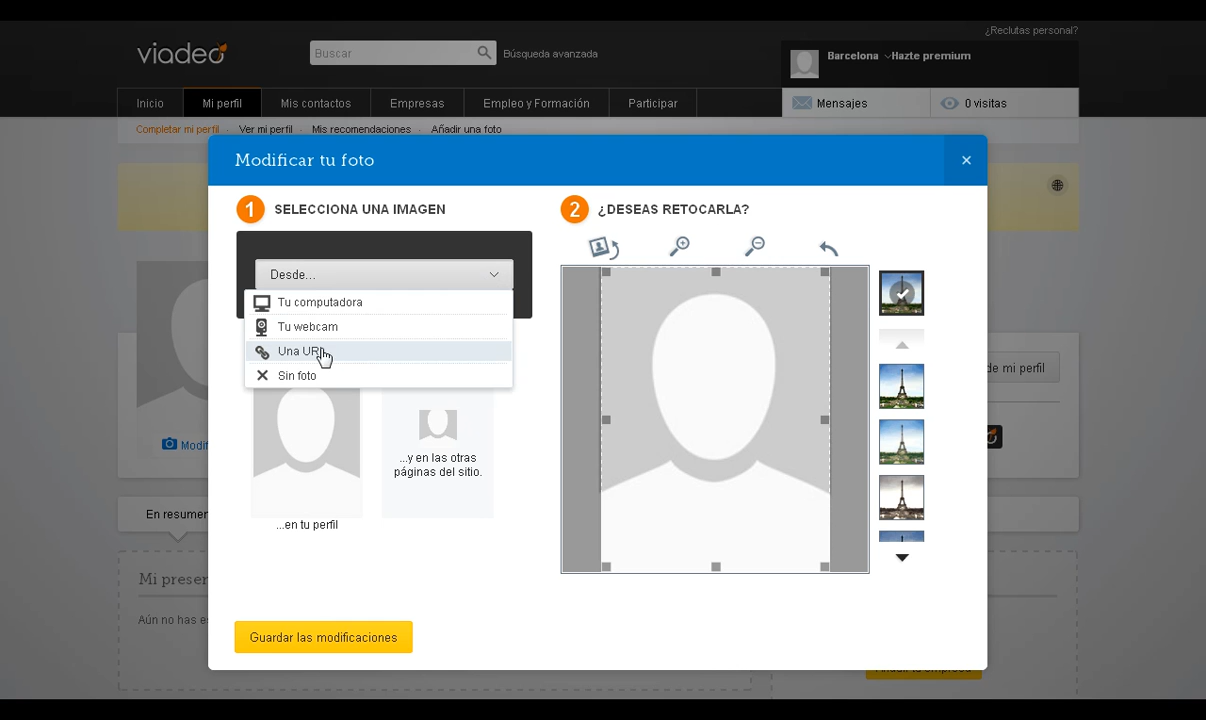 ¿Reclutas personal?
viadeo
Buscar
Búsqueda avanzada
Barcelona
Hazte premium
Inicio
Mi perfil
Mis contactos
Empresas
Empleo y Formación
Participar
Mensajes
0 visitas
Completar mi perfil
Ver mi perfil
Mis recomendaciones
Añadir una foto
Modificar tu foto
1 SELECCIONA UNA IMAGEN
2 ¿DESEAS RETOCARLA?
Desde...
Tu computadora
Tu webcam
Una URL
Sin foto
de mi perfil
Modif
...y en las otras
páginas del sitio.
...en tu perfil
En resumen
Mi presen
Aún no has es
Guardar las modificaciones